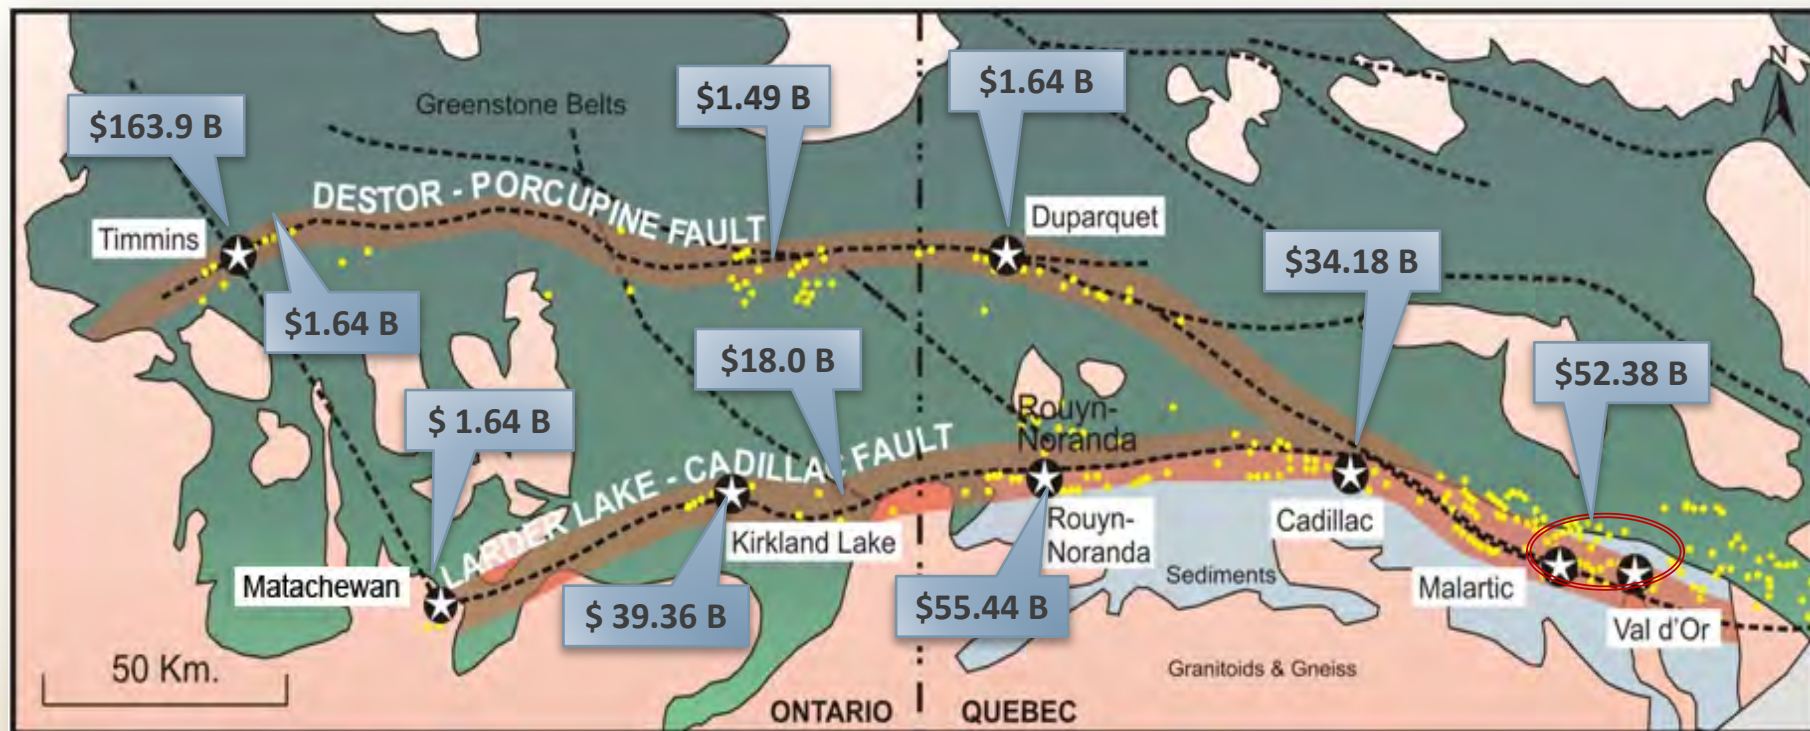 N
$1.64 B
$1.49 B
Greenstone Belts
$163.9 B
DESTOR - PORCUPINE FAULT
Duparquet
Timmins
$34.18 B
$1.64 B
$18.0 B
$52.38 B
$ 1.64 B
Rouyn-
Noranda
LARDER LAKE - CADILLAC FAULT
Rouyn-
Noranda
Cadillac
Kirkland Lake
Sediments
Matachewan
Malartic
$ 39.36 B
$55.44 B
Val d'Or
50 Km.
Granitoids & Gneiss
ONTARIO
QUEBEC